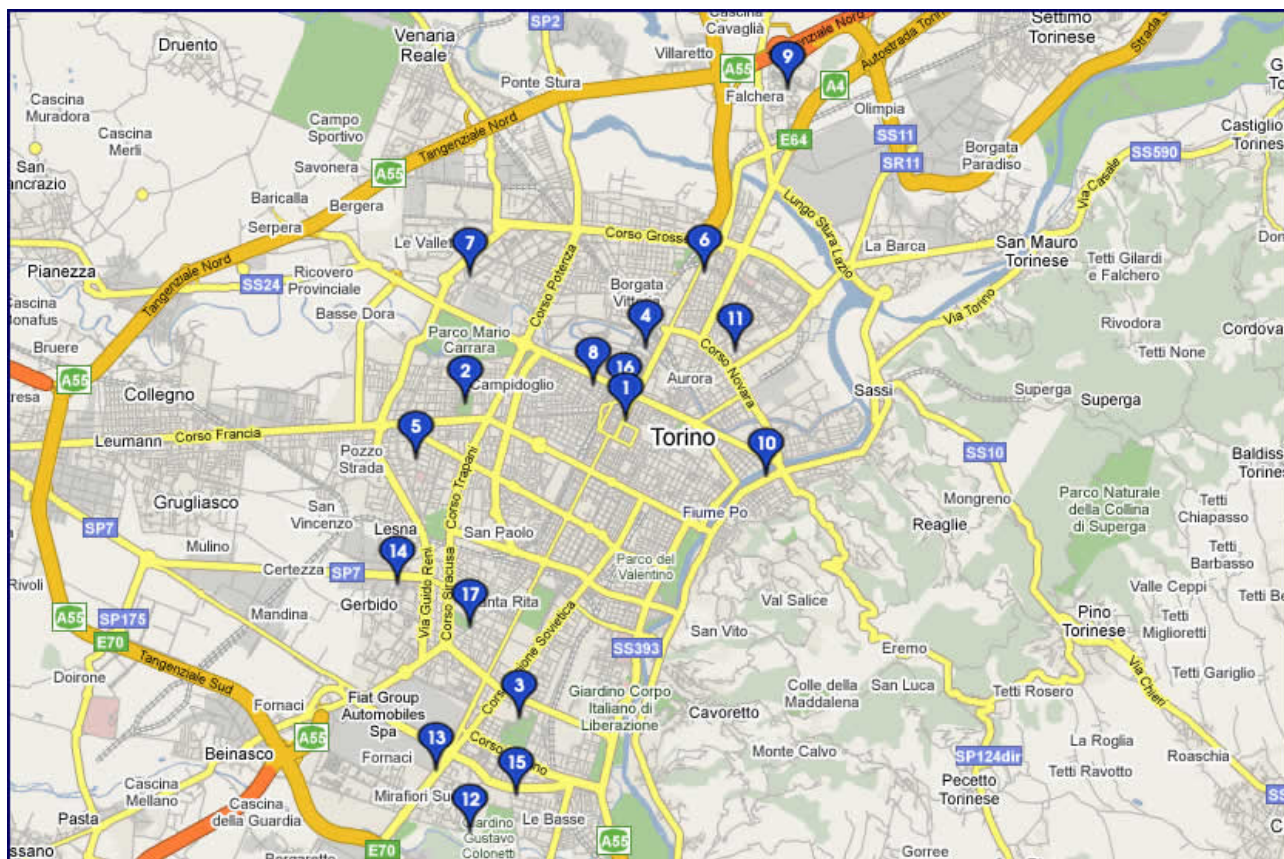 Cascina
Cavaglià
Settimo
Torinese
Strada
SP2
Druento
Venaria
Reale
Villaretto
Tangenziale Nord
Autostrada Torino
A55
9
Falchera
A4
Olimpia
Ponte Stura
Cascina
Muradora
Cascina
Merli
Campo
Sportivo
Savonera
Tangenziale Nord
A55
E64
SS11
SR11
Borgata
Paradiso
Castiglione
Torinese
SS590
Via Casale
San
Baricalla
Bergera
Serpera
Le Vallette
7
Corso Potenza
Corso Grosseto
6
Lungo Stura Lazio
La Barca
San Mauro
Torinese
Tetti Gilardi
e Falchero
Pianezza
Tangenziale Nord
SS24
Ricovero
Provinciale
Basse Dora
Borgata
Vittoria
4
11
Via Torino
Rivodora
Cordova
Tetti None
Cascina
Bonafus
Bruere
A55
Collegno
Parco Mario
Carrara
2
Campidoglio
8
16
1
Aurora
Corso Novara
Sassi
Superga
Superga
Leumann
Corso Francia
5
Torino
10
Pozzo
Strada
Corso Trapani
SS10
Mongreno
Parco Naturale
della Collina
di Superga
Tetti
Chiapasso
Grugliasco
San
Vincenzo
Fiume Po
Reaglie
SP7
Mulino
Lesna
14
San Paolo
Tetti
Barbasso
Rivoli
Certezza
SP7
Gerbido
Via Guido Reni
Corso Siracusa
Parco del
Valentino
Val Salice
Valle Ceppi
Mandina
17
Santa Rita
Pino
Torinese
Tetti
Miglioretti
A55
SP175
E70
San Vito
SS393
Eremo
Tangenziale Sud
Doirone
Fornaci
Corso Unione Sovietica
3
Giardino Corpo
Italiano di
Liberazione
Cavoretto
Colle della
Maddalena
San Luca
Tetti Rosero
Via Chieri
Tetti Gariglio
Fiat Group
Automobiles
Spa
A55
Beinasco
Fornaci
13
15
Monte Calvo
SP124dir
La Roglia
Roaschia
Tetti Ravotto
Pecetto
Torinese
Cascina
Mellano
Cascina
della Guardia
Pasta
Mirafiori Sud
12
Giardino
Gustavo
Colonetti
Le Basse
A55
E70
Gorree